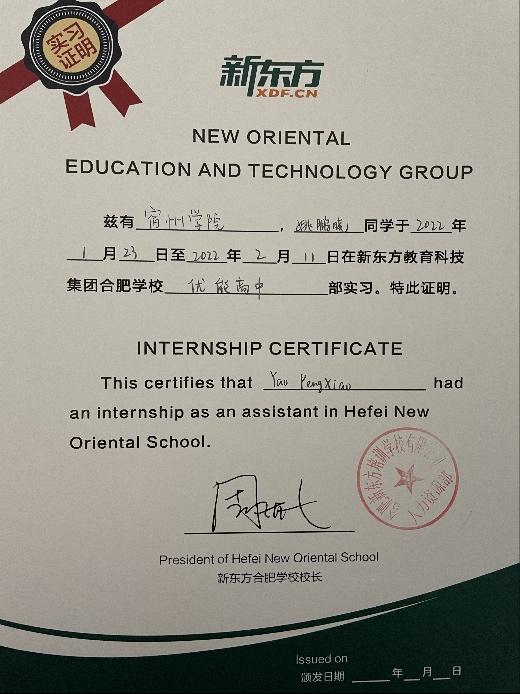 实习
证明
新东方
XDF.CN
NEW ORIENTAL
EDUCATION AND TECHNOLOGY GROUP
兹有 宿州学院 ，姚鹏晓 同学于 2022 年
1 月 23 日至 2022 年 2 月 11 日在新东方教育科技
集团合肥学校 优能高中 部实习。特此证明。
INTERNSHIP CERTIFICATE
This certifies that Yao PengXiao had
an internship as an assistant in Hefei New
Oriental School.
President of Hefei New Oriental School
新东方合肥学校校长
Issued on
颁发日期 年 月 日